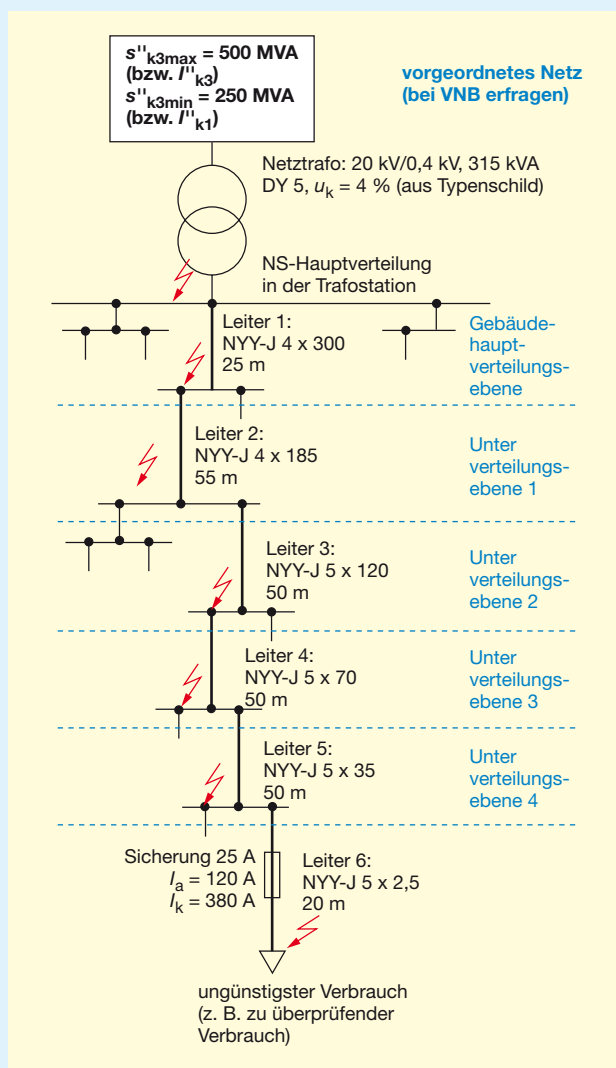 s''k3max = 500 MVA
(bzw. I''k3)
s''k3min = 250 MVA
(bzw. I''k1)
vorgeordnetes Netz
(bei VNB erfragen)
Netztrafo: 20 kV/0,4 kV, 315 kVA
DY 5, uk = 4 % (aus Typenschild)
NS-Hauptverteilung
in der Trafostation
Leiter 1:
NYY-J 4 x 300
25 m
Gebäude-
haupt-
verteilungs-
ebene
Leiter 2:
NYY-J 4 x 185
55 m
Unter
verteilungs-
ebene 1
Leiter 3:
NYY-J 5 x 120
50 m
Unter
verteilungs-
ebene 2
Leiter 4:
NYY-J 5 x 70
50 m
Unter
verteilungs-
ebene 3
Leiter 5:
NYY-J 5 x 35
50 m
Unter
verteilungs-
ebene 4
Sicherung 25 A
Ia = 120 A
Ik = 380 A
Leiter 6:
NYY-J 5 x 2,5
20 m
ungünstigster Verbrauch
(z. B. zu überprüfender
Verbrauch)